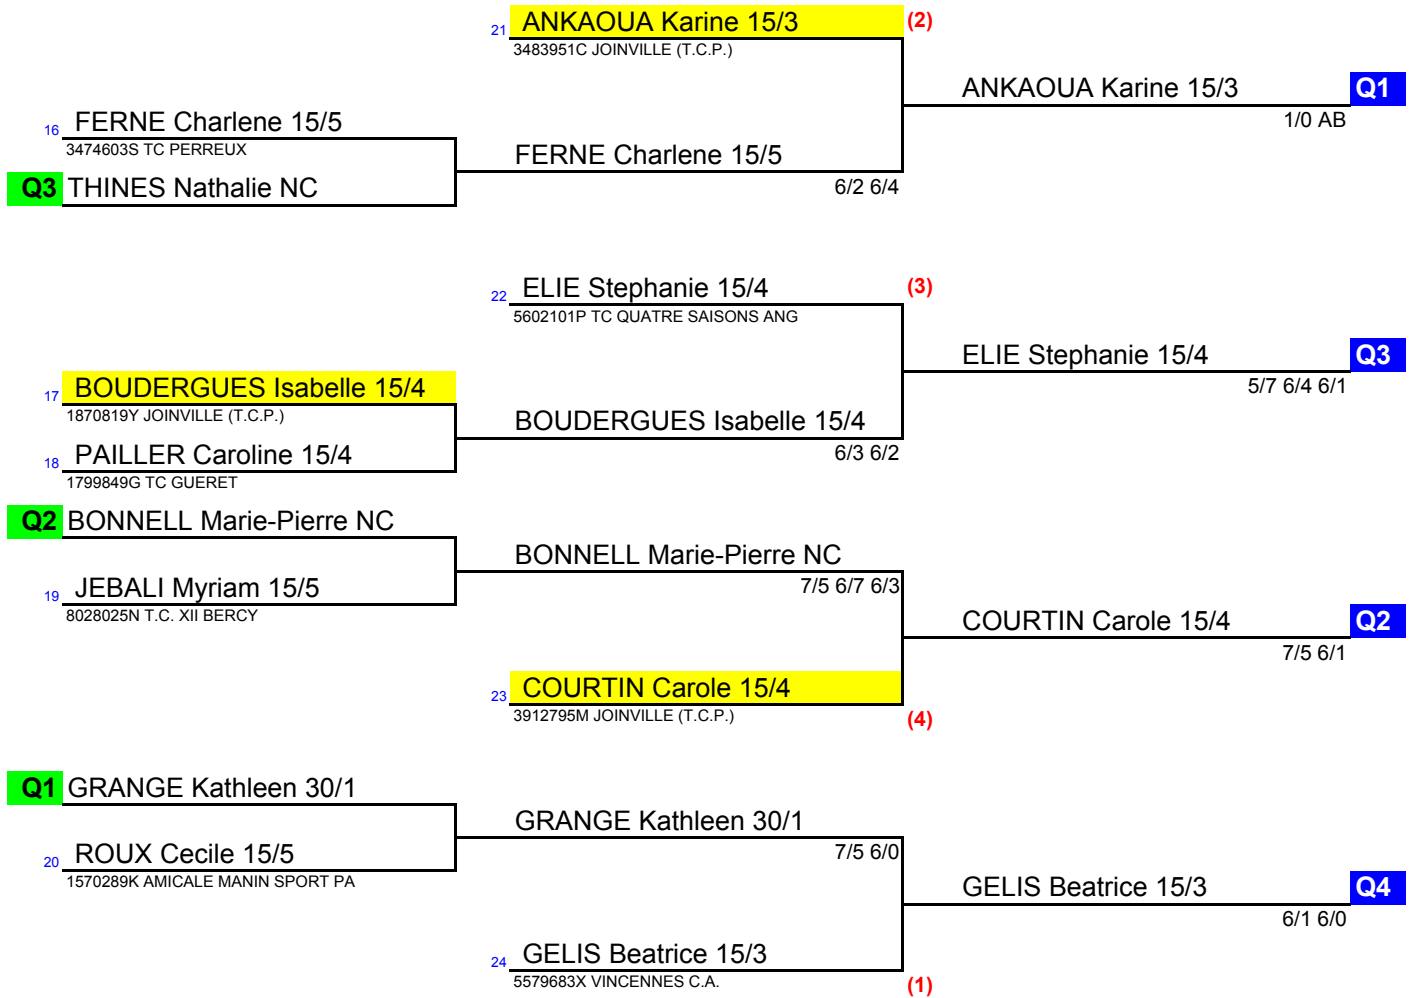 21 ANKAOUA Karine 15/3 (2)
3483951C JOINVILLE (T.C.P.)
ANKAOUA Karine 15/3 Q1
1/0 AB
16 FERNE Charlene 15/5
3474603S TC PERREUX
FERNE Charlene 15/5
6/2 6/4
Q3 THINES Nathalie NC
22 ELIE Stephanie 15/4 (3)
5602101P TC QUATRE SAISONS ANG
ELIE Stephanie 15/4 Q3
5/7 6/4 6/1
17 BOUDERGUES Isabelle 15/4
1870819Y JOINVILLE (T.C.P.)
BOUDERGUES Isabelle 15/4
6/3 6/2
18 PAILLER Caroline 15/4
1799849G TC GUERET
Q2 BONNELL Marie-Pierre NC
BONNELL Marie-Pierre NC
7/5 6/7 6/3
19 JEBALI Myriam 15/5
8028025N T.C. XII BERCY
COURTIN Carole 15/4 Q2
7/5 6/1
23 COURTIN Carole 15/4
3912795M JOINVILLE (T.C.P.) (4)
Q1 GRANGE Kathleen 30/1
GRANGE Kathleen 30/1
7/5 6/0
20 ROUX Cecile 15/5
1570289K AMICALE MANIN SPORT PA
GELIS Beatrice 15/3 Q4
6/1 6/0
24 GELIS Beatrice 15/3
5579683X VINCENNES C.A. (1)